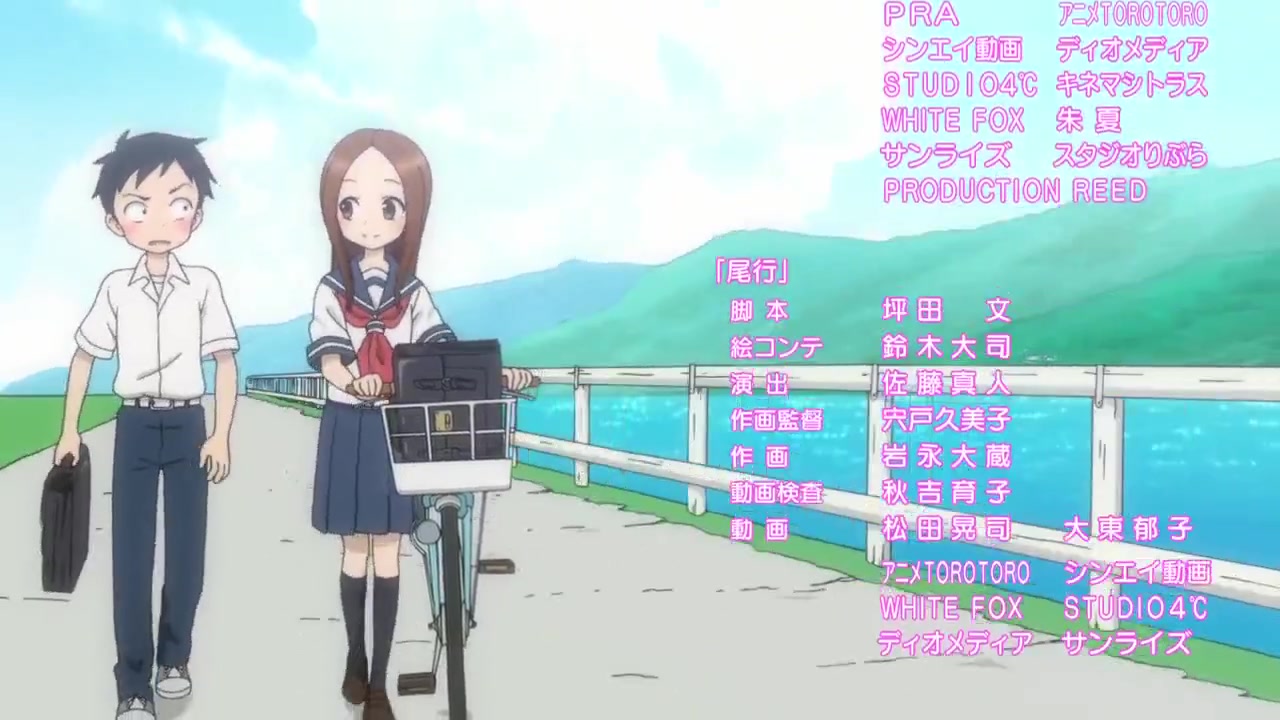 PRA アニメTOROTORO
シンエイ動画 ディオメディア
STUDIO4℃ キネマシトラス
WHITE FOX 朱夏
サンライズ スタジオりぷら
PRODUCTION REED
「尾行」
脚本 坪田 文
絵コンテ 鈴木大司
演出 佐藤真人
作画監督 宍戸久美子
作画 岩永大蔵
動画検査 秋吉育子
動画 松田晃司 大東郁子
アニメTOROTORO シンエイ動画
WHITE FOX STUDIO4℃
ディオメディア サンライズ